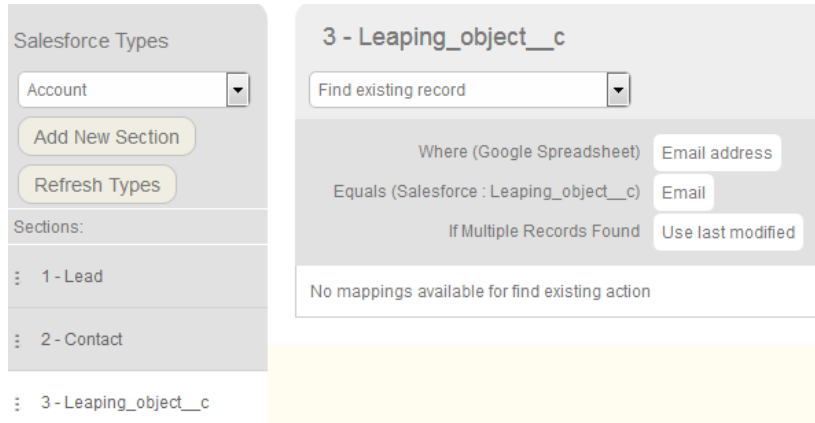 Salesforce Types
Account
Add New Section
Refresh Types
Sections:
1 - Lead
2 - Contact
3 - Leaping_object__c
3 - Leaping_object__c
Find existing record
Where (Google Spreadsheet) Email address
Equals (Salesforce : Leaping_object__c) Email
If Multiple Records Found Use last modified
No mappings available for find existing action